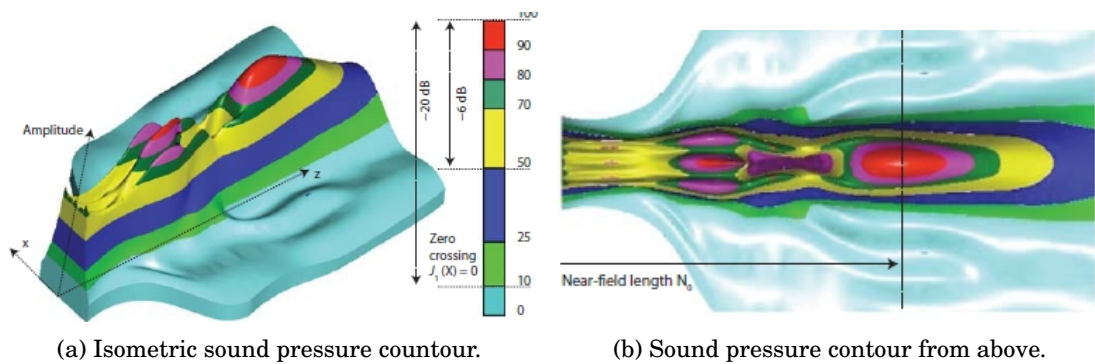 Amplitude
x
z
−20 dB
−6 dB
Zero
crossing
J₁ (X) = 0
100
90
80
70
50
25
10
0
Near-field length N₀
(a) Isometric sound pressure countour.
(b) Sound pressure contour from above.